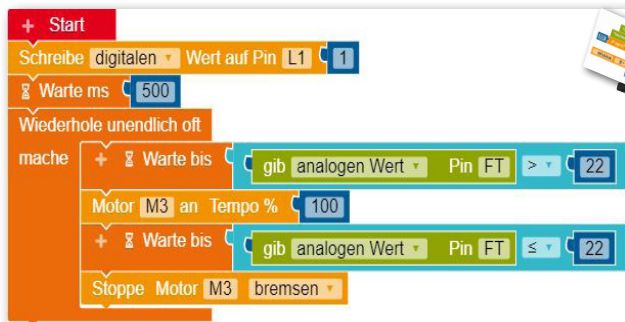 + Start
Schreibe digitalen Wert auf Pin L1 1
Warte ms 500
Wiederhole unendlich oft
mache + Warte bis gib analogen Wert Pin FT > 22
Motor M3 an Tempo % 100
+ Warte bis gib analogen Wert Pin FT ≤ 22
Stoppe Motor M3 bremsen